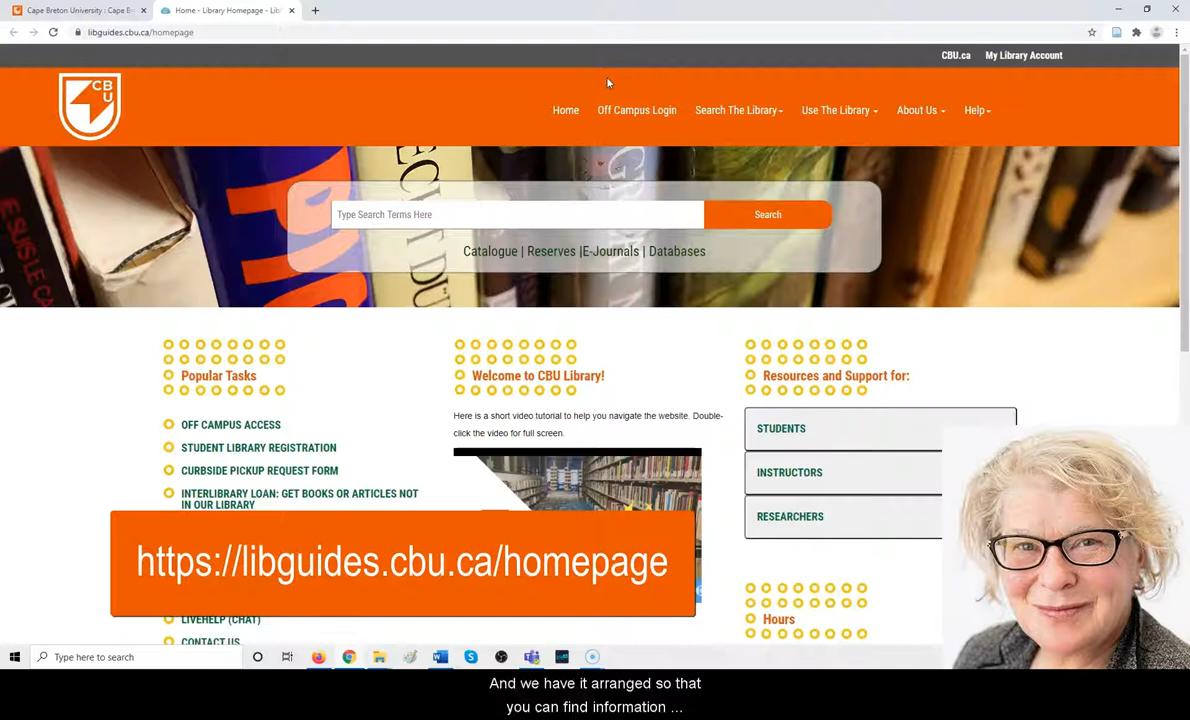 Cape Breton University : Cape B
Home - Library Homepage - Lib
libguides.cbu.ca/homepage
CBU.ca
My Library Account
CB
U
Home
Off Campus Login
Search The Library
Use The Library
About Us
Help
Type Search Terms Here
Search
Catalogue | Reserves |E-Journals | Databases
Popular Tasks
OFF CAMPUS ACCESS
STUDENT LIBRARY REGISTRATION
CURBSIDE PICKUP REQUEST FORM
INTERLIBRARY LOAN: GET BOOKS OR ARTICLES NOT
IN OUR LIBRARY
LIVEHELP (CHAT)
CONTACT US
Welcome to CBU Library!
Here is a short video tutorial to help you navigate the website. Double-
click the video for full screen.
Resources and Support for:
STUDENTS
INSTRUCTORS
RESEARCHERS
Hours
https://libguides.cbu.ca/homepage
Type here to search
And we have it arranged so that
you can find information ...